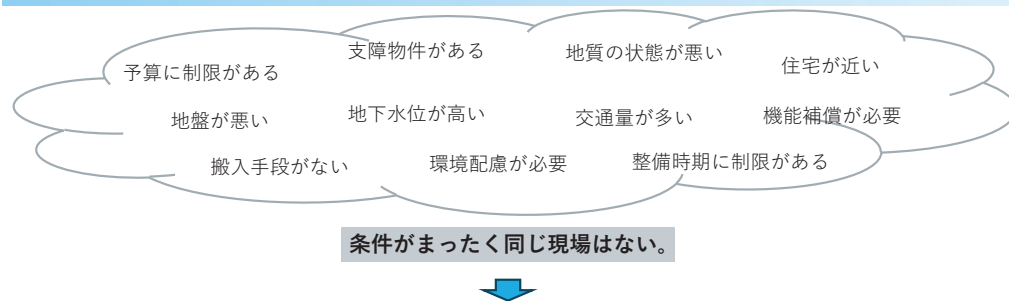 支障物件がある
地質の状態が悪い
予算に制限がある
住宅が近い
地盤が悪い
地下水位が高い
交通量が多い
機能補償が必要
搬入手段がない
環境配慮が必要
整備時期に制限がある
条件がまったく同じ現場はない。